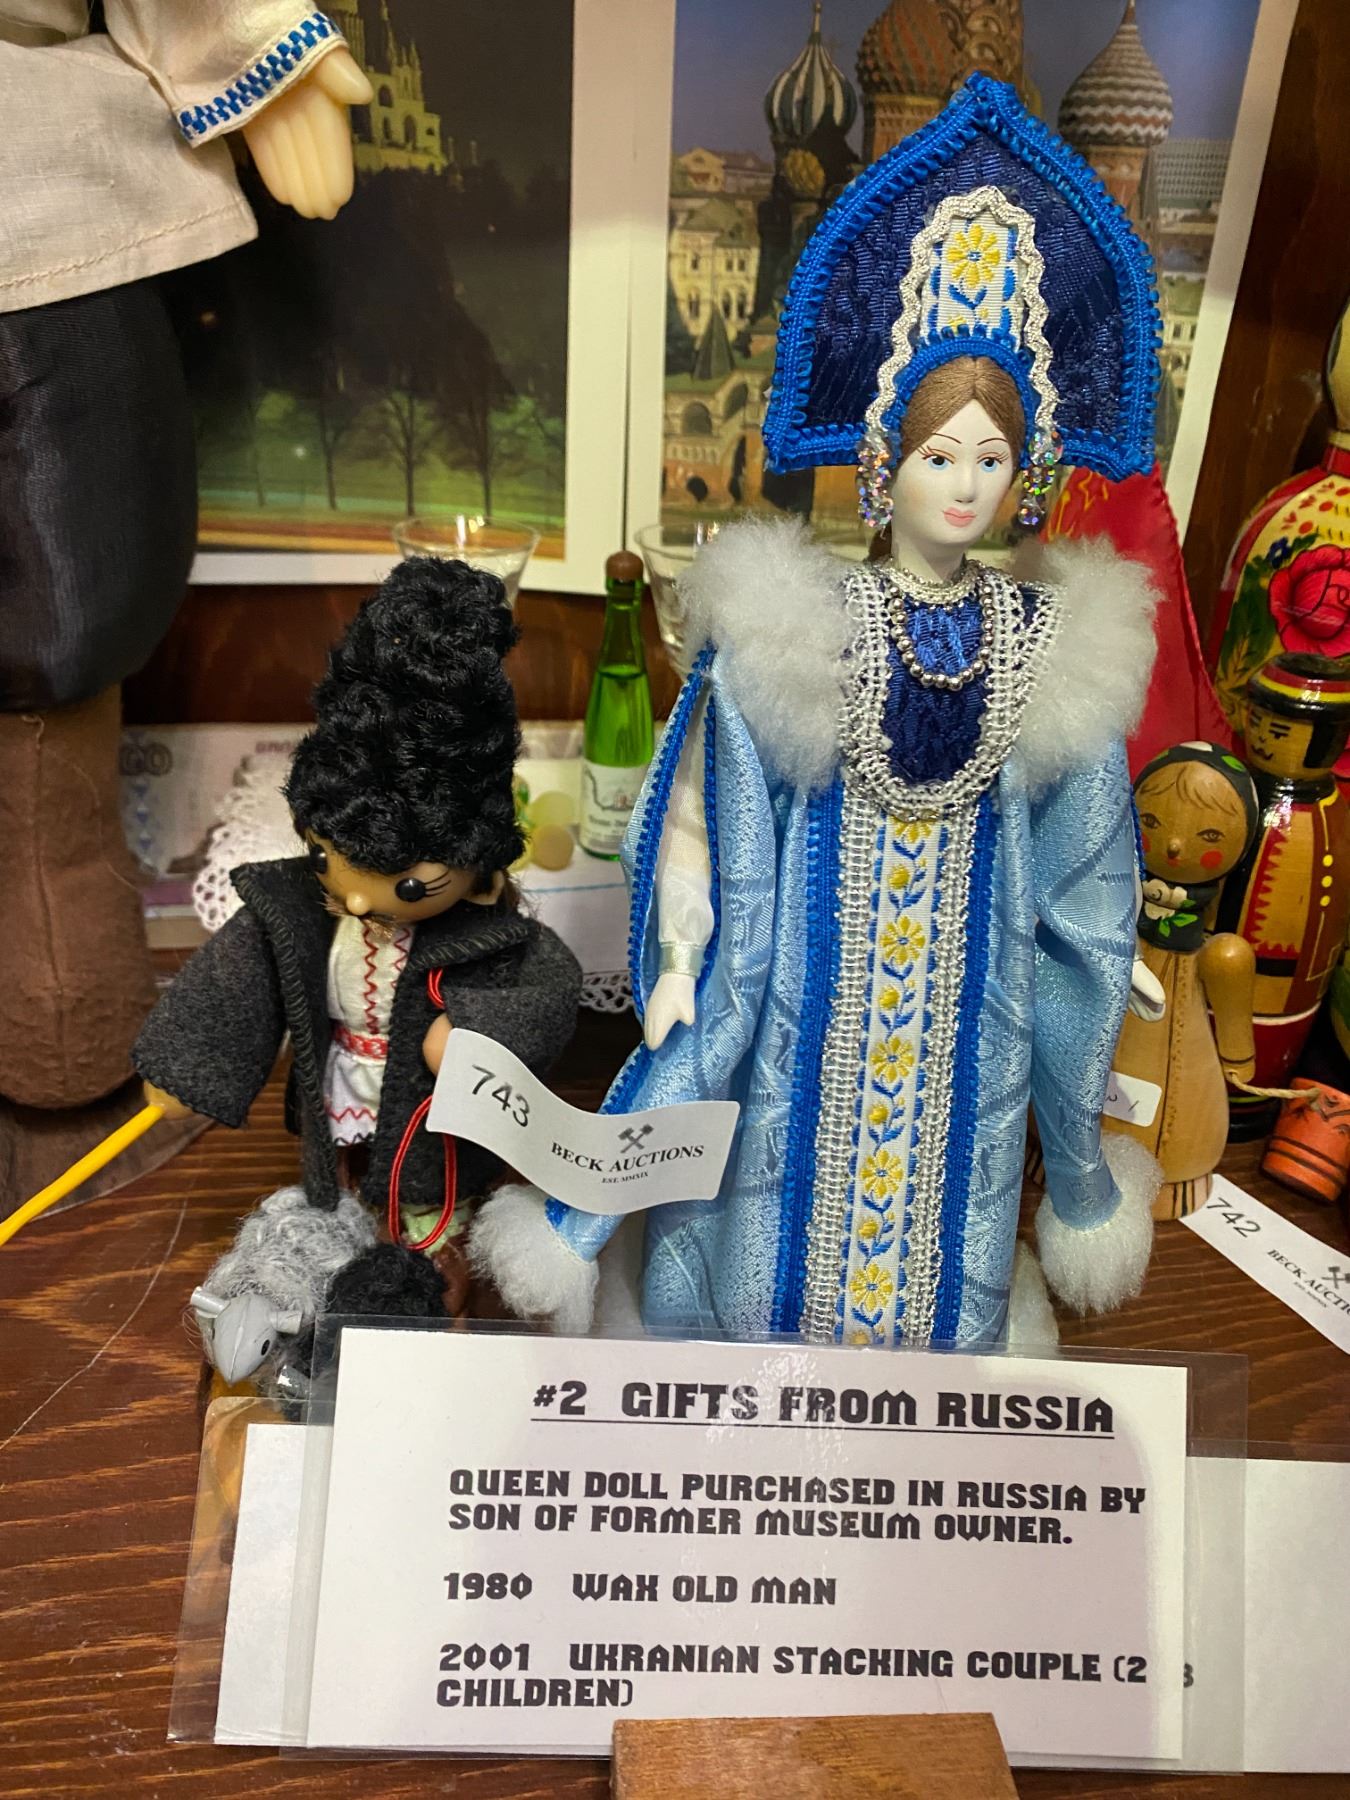 743
BECK AUCTIONS
EST. MMXIX
742
BECK AUCTI
#2 GIFTS FROM RUSSIA
QUEEN DOLL PURCHASED IN RUSSIA BY
SON OF FORMER MUSEUM OWNER.
1980 WAX OLD MAN
2001 UKRANIAN STACKING COUPLE (2
CHILDREN)